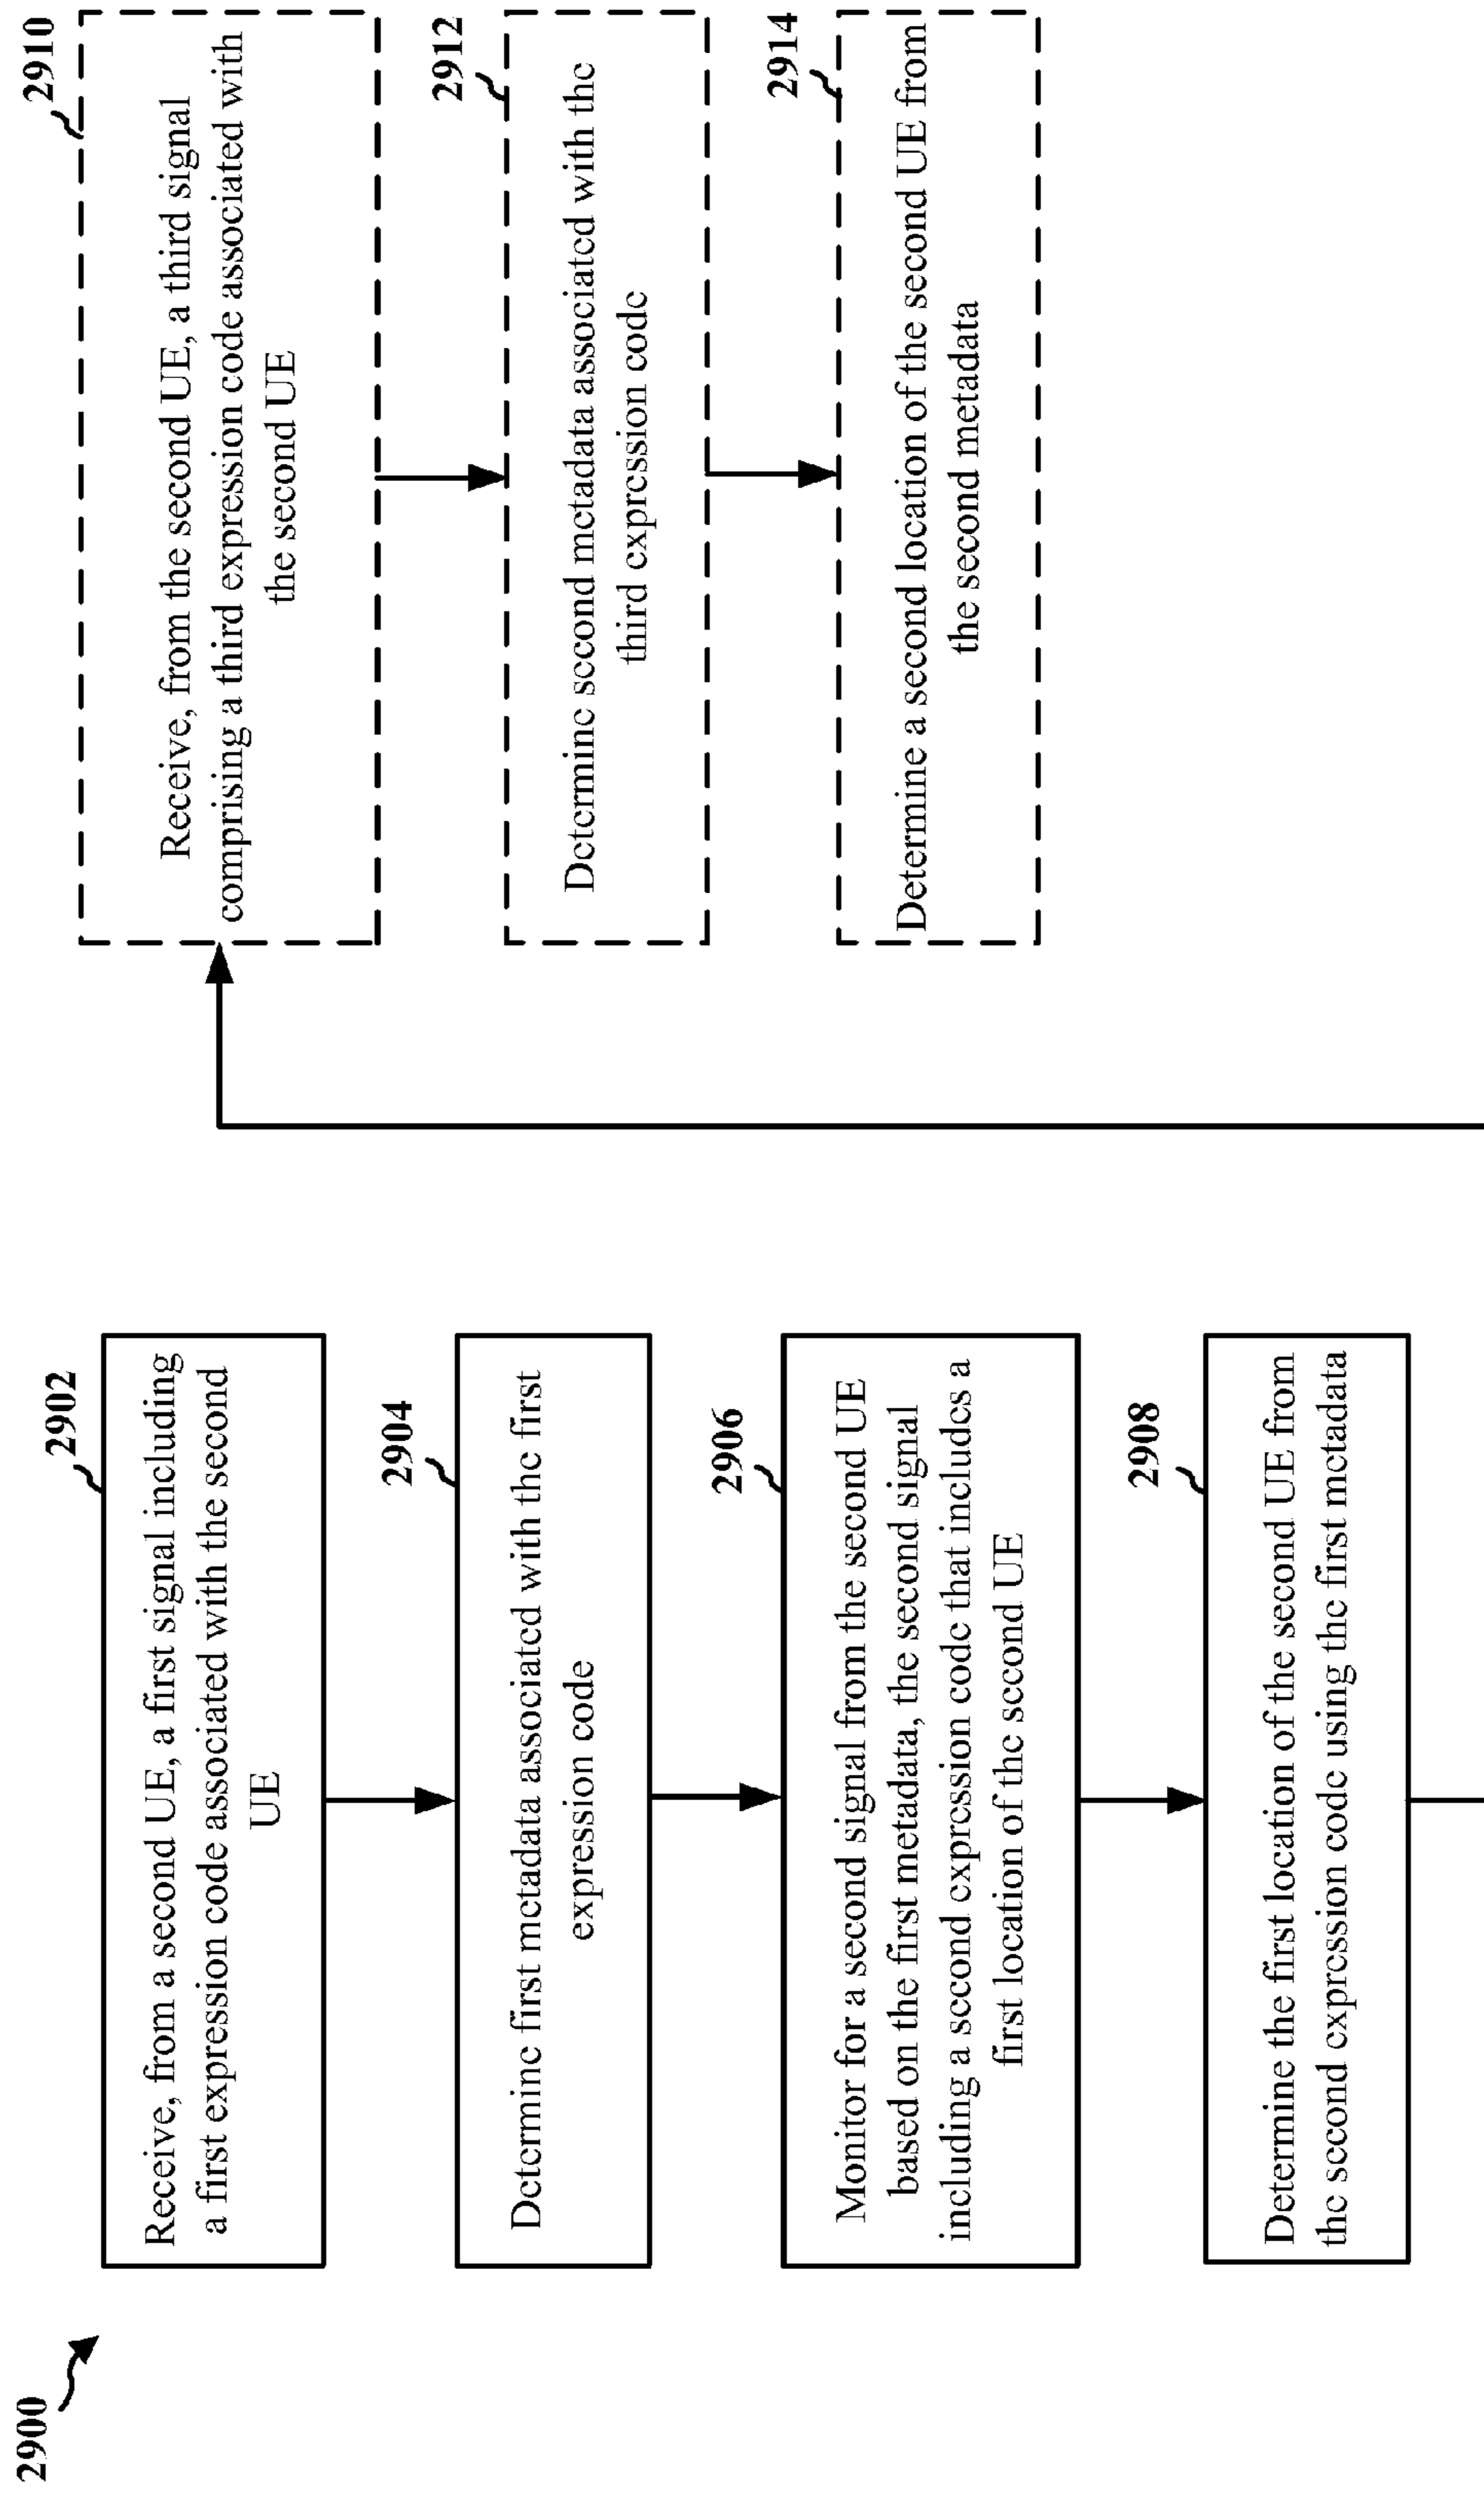 2900
2902
Receive, from a second UE, a first signal including
a first expression code associated with the second
UE
2904
Determine first metadata associated with the first
expression code
2906
Monitor for a second signal from the second UE
based on the first metadata, the second signal
including a second expression code that includes a
first location of the second UE
2908
Determine the first location of the second UE from
the second expression code using the first metadata
2910
Receive, from the second UE, a third signal
comprising a third expression code associated with
the second UE
2912
Determine second metadata associated with the
third expression code
2914
Determine a second location of the second UE from
the second metadata